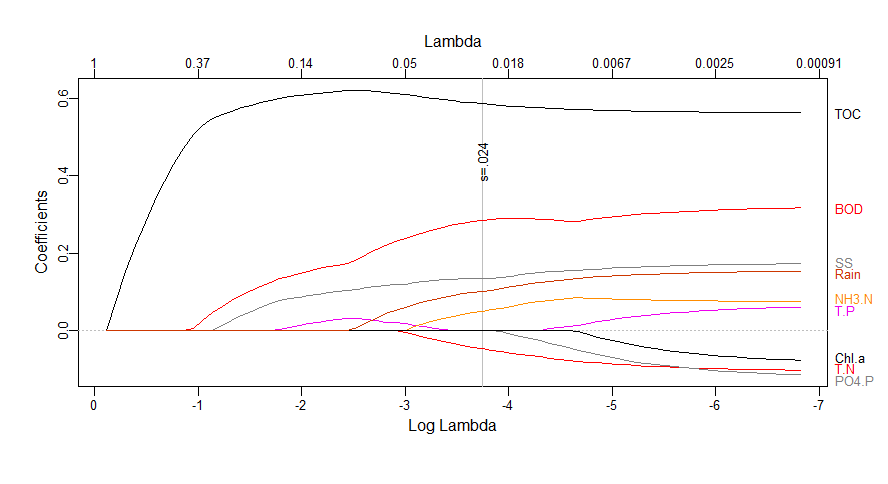 Lambda
1 0.37 0.14 0.05 0.018 0.0067 0.0025 0.00091
Coefficients
0.6
0.4
0.2
0.0
s=.024
TOC
BOD
SS
Rain
NH3.N
T.P
Chl.a
T.N
PO4.P
0 -1 -2 -3 -4 -5 -6 -7
Log Lambda